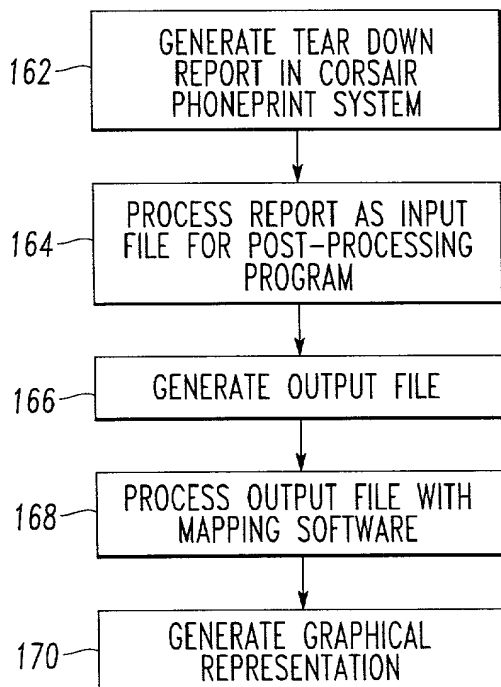 162
GENERATE TEAR DOWN
REPORT IN CORSAIR
PHONEPRINT SYSTEM
164
PROCESS REPORT AS INPUT
FILE FOR POST-PROCESSING
PROGRAM
166
GENERATE OUTPUT FILE
168
PROCESS OUTPUT FILE WITH
MAPPING SOFTWARE
170
GENERATE GRAPHICAL
REPRESENTATION